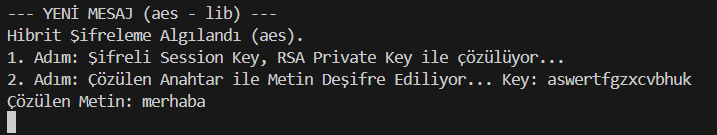 --- YENİ MESAJ (aes - lib) ---
Hibrit Şifreleme Algılandı (aes).
1. Adım: Şifreli Session Key, RSA Private Key ile çözülüyor...
2. Adım: Çözülen Anahtar ile Metin Deşifre Ediliyor... Key: aswertfgzxcvbhuk
Çözülen Metin: merhaba